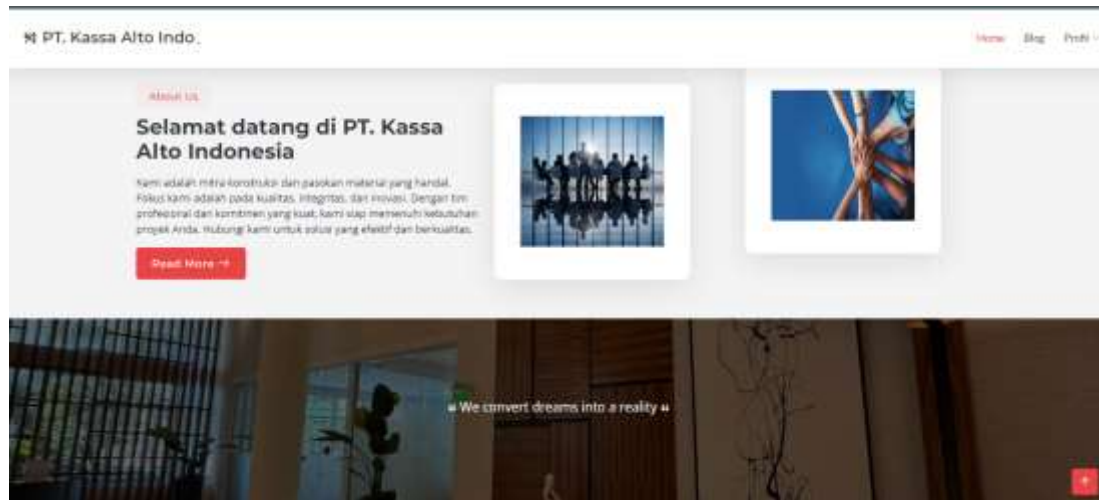 PT. Kassa Alto Indo_
Home Blog Profil
About Us
Selamat datang di PT. Kassa
Alto Indonesia
Kami adalah mitra konstruksi dan pasokan material yang handal.
Fokus kami adalah pada kualitas, integritas, dan inovasi. Dengan tim
profesional dan komitmen yang kuat, kami siap memenuhi kebutuhan
proyek Anda. Hubungi kami untuk solusi yang efektif dan berkualitas.
Read More →
“ We convert dreams into a reality “